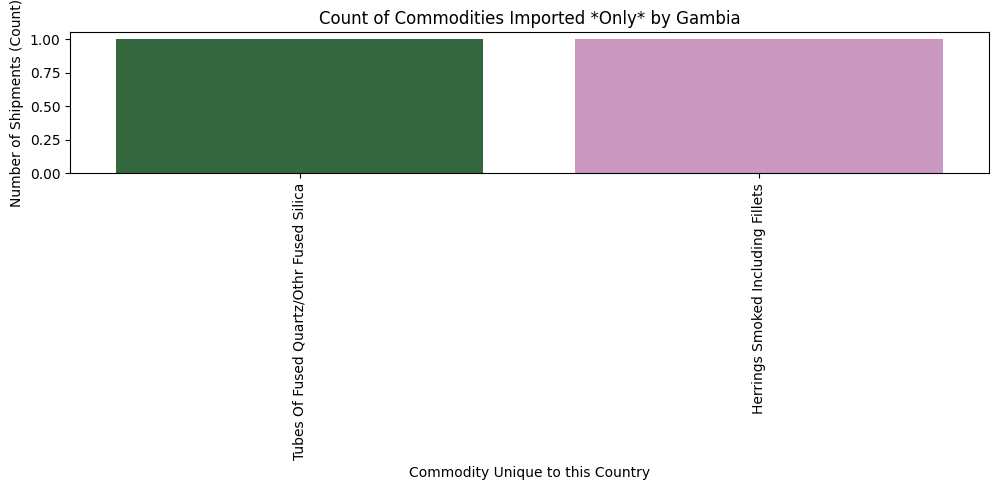 Count of Commodities Imported *Only* by Gambia
Number of Shipments (Count)
1.00
0.75
0.50
0.25
0.00
Tubes Of Fused Quartz/Othr Fused Silica
Herrings Smoked Including Fillets
Commodity Unique to this Country